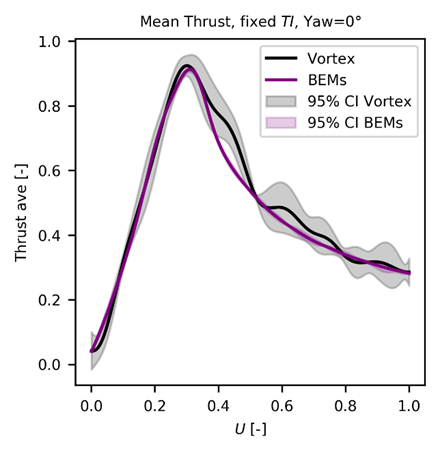 Mean Thrust, fixed TI, Yaw=0°
Vortex
BEMs
95% CI Vortex
95% CI BEMs
Thrust ave [-]
1.0
0.8
0.6
0.4
0.2
0.0
0.0 0.2 0.4 0.6 0.8 1.0
U [-]